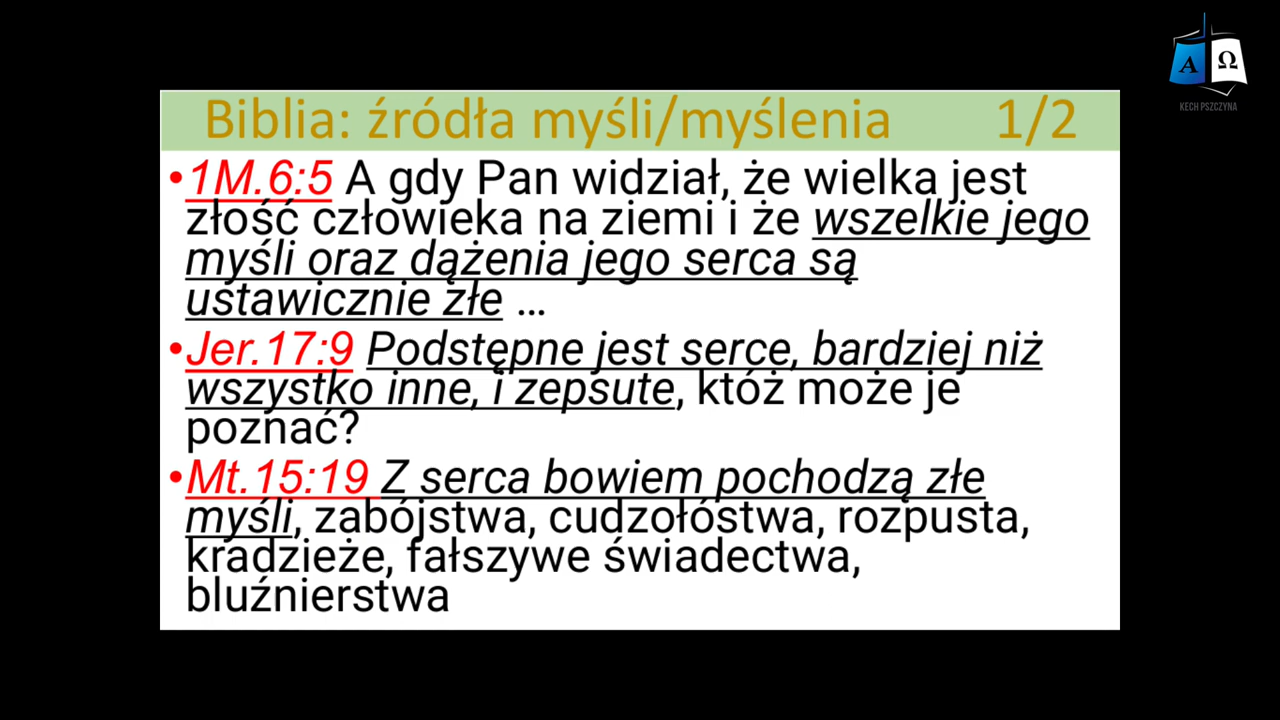 Α Ω
KECH PSZCZYNA
Biblia: źródła myśli/myślenia 1/2
•1M.6:5 A gdy Pan widział, że wielka jest
złość człowieka na ziemi i że wszelkie jego
myśli oraz dążenia jego serca są
ustawicznie złe ...
•Jer.17:9 Podstępne jest serce, bardziej niż
wszystko inne, i zepsute, któż może je
poznać?
•Mt.15:19 Z serca bowiem pochodzą złe
myśli, zabójstwa, cudzołóstwa, rozpusta,
kradzieże, fałszywe świadectwa,
bluźnierstwa